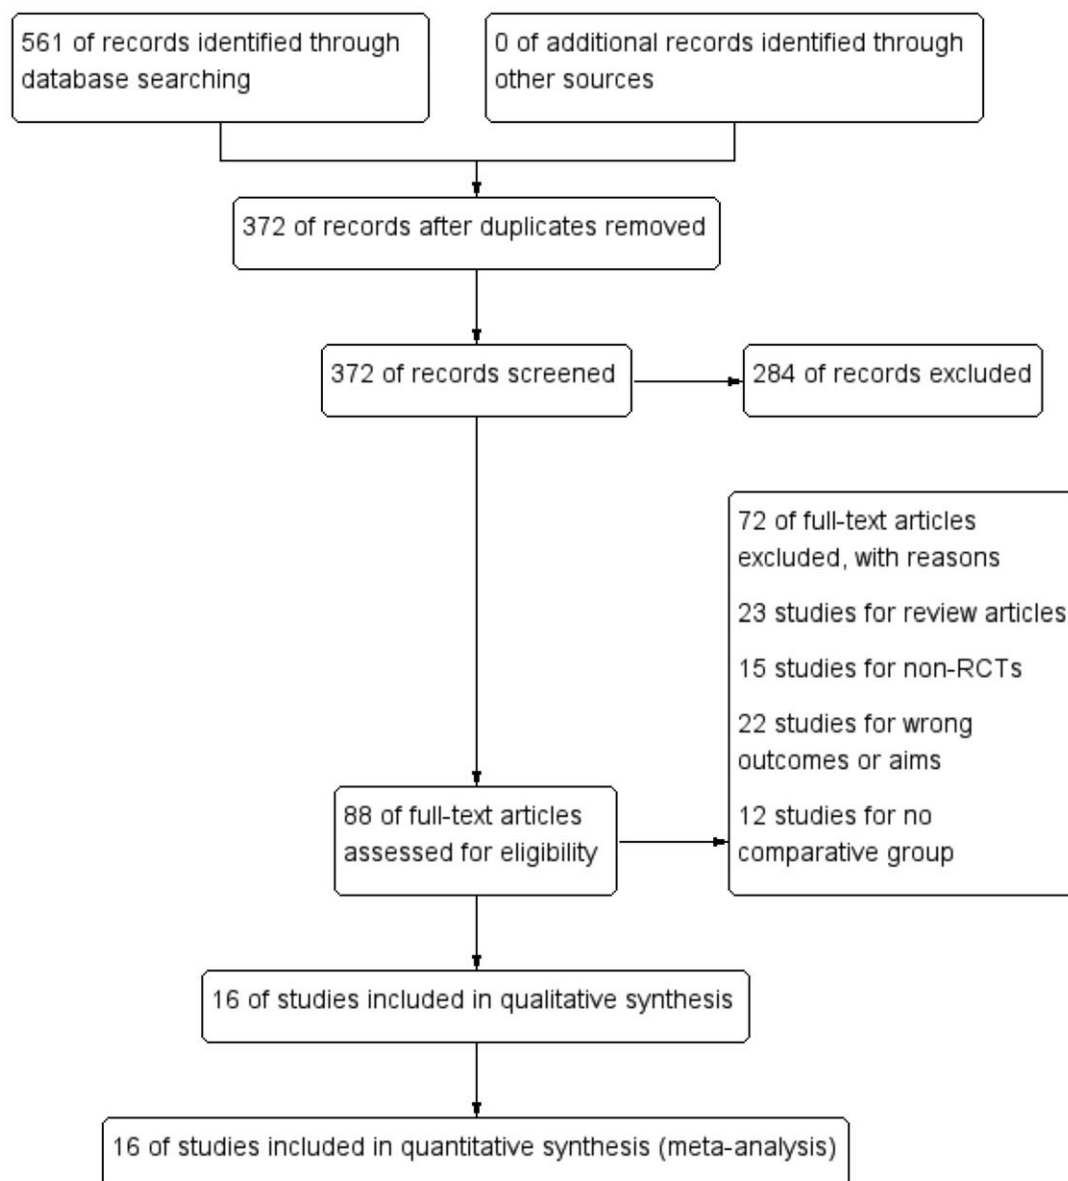 561 of records identified through
database searching
0 of additional records identified through
other sources
372 of records after duplicates removed
372 of records screened
284 of records excluded
72 of full-text articles
excluded, with reasons
23 studies for review articles
15 studies for non-RCTs
22 studies for wrong
outcomes or aims
12 studies for no
comparative group
88 of full-text articles
assessed for eligibility
16 of studies included in qualitative synthesis
16 of studies included in quantitative synthesis (meta-analysis)